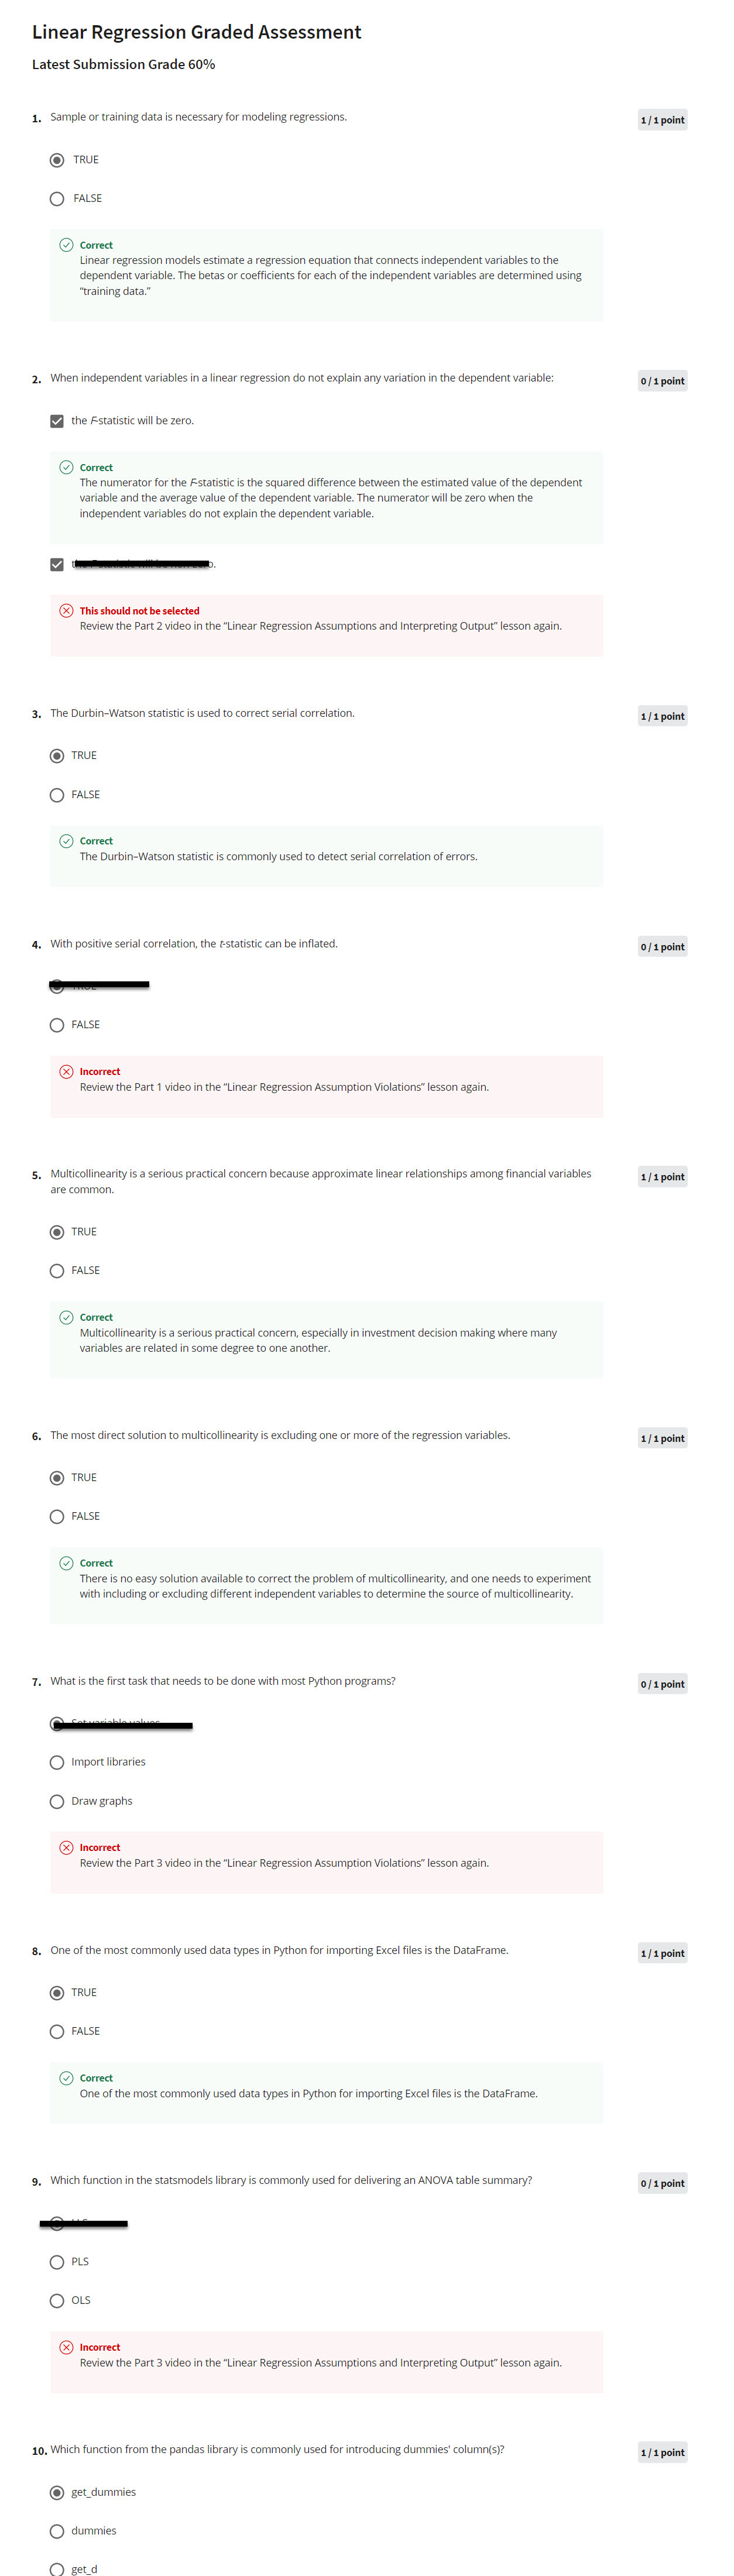 Linear Regression Graded Assessment
Latest Submission Grade 60%
1. Sample or training data is necessary for modeling regressions.
1 / 1 point
TRUE
FALSE
Correct
Linear regression models estimate a regression equation that connects independent variables to the
dependent variable. The betas or coefficients for each of the independent variables are determined using
“training data.”
2. When independent variables in a linear regression do not explain any variation in the dependent variable:
0 / 1 point
the F-statistic will be zero.
Correct
The numerator for the F-statistic is the squared difference between the estimated value of the dependent
variable and the average value of the dependent variable. The numerator will be zero when the
independent variables do not explain the dependent variable.
This should not be selected
Review the Part 2 video in the “Linear Regression Assumptions and Interpreting Output” lesson again.
3. The Durbin–Watson statistic is used to correct serial correlation.
1 / 1 point
TRUE
FALSE
Correct
The Durbin–Watson statistic is commonly used to detect serial correlation of errors.
4. With positive serial correlation, the t-statistic can be inflated.
0 / 1 point
FALSE
Incorrect
Review the Part 1 video in the “Linear Regression Assumption Violations” lesson again.
5. Multicollinearity is a serious practical concern because approximate linear relationships among financial variables
are common.
1 / 1 point
TRUE
FALSE
Correct
Multicollinearity is a serious practical concern, especially in investment decision making where many
variables are related in some degree to one another.
6. The most direct solution to multicollinearity is excluding one or more of the regression variables.
1 / 1 point
TRUE
FALSE
Correct
There is no easy solution available to correct the problem of multicollinearity, and one needs to experiment
with including or excluding different independent variables to determine the source of multicollinearity.
7. What is the first task that needs to be done with most Python programs?
0 / 1 point
Set variable values
Import libraries
Draw graphs
Incorrect
Review the Part 3 video in the “Linear Regression Assumption Violations” lesson again.
8. One of the most commonly used data types in Python for importing Excel files is the DataFrame.
1 / 1 point
TRUE
FALSE
Correct
One of the most commonly used data types in Python for importing Excel files is the DataFrame.
9. Which function in the statsmodels library is commonly used for delivering an ANOVA table summary?
0 / 1 point
PLS
OLS
Incorrect
Review the Part 3 video in the “Linear Regression Assumptions and Interpreting Output” lesson again.
10. Which function from the pandas library is commonly used for introducing dummies' column(s)?
1 / 1 point
get_dummies
dummies
get_d